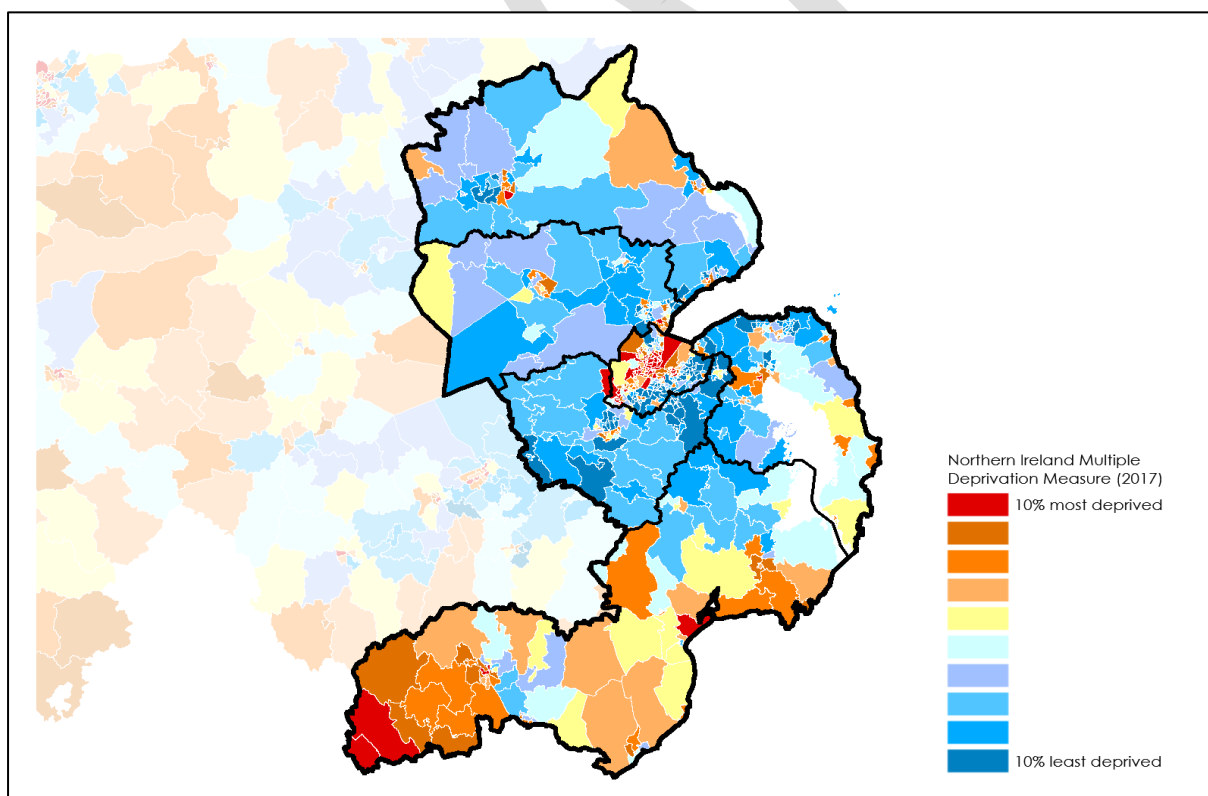 Northern Ireland Multiple
Deprivation Measure (2017)
10% most deprived
10% least deprived